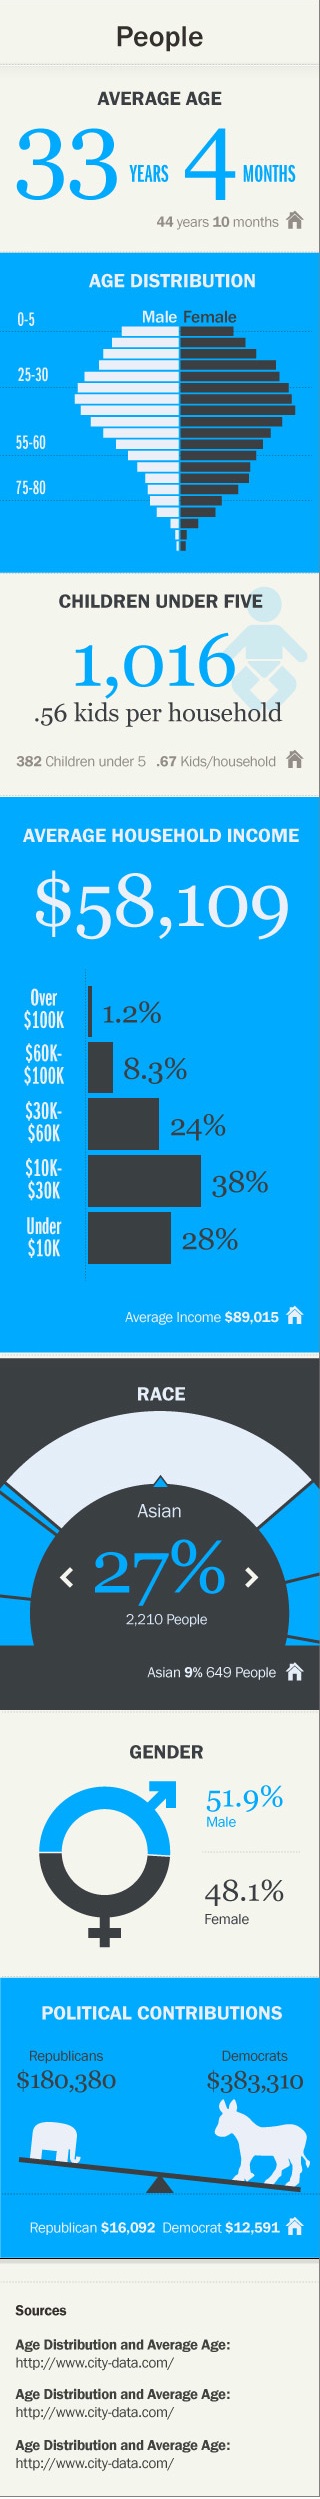 People
AVERAGE AGE
33 YEARS 4 MONTHS
44 years 10 months
AGE DISTRIBUTION
Male Female
0-5
25-30
55-60
75-80
CHILDREN UNDER FIVE
1,016
.56 kids per household
382 Children under 5 .67 Kids/household
AVERAGE HOUSEHOLD INCOME
$58,109
Over
$100K
1.2%
$60K-
$100K
8.3%
$30K-
$60K
24%
$10K-
$30K
38%
Under
$10K
28%
Average Income $89,015
RACE
Asian
27%
2,210 People
Asian 9% 649 People
GENDER
51.9%
Male
48.1%
Female
POLITICAL CONTRIBUTIONS
Republicans
$180,380
Democrats
$383,310
Republican $16,092 Democrat $12,591
Sources
Age Distribution and Average Age:
http://www.city-data.com/
Age Distribution and Average Age:
http://www.city-data.com/
Age Distribution and Average Age:
http://www.city-data.com/